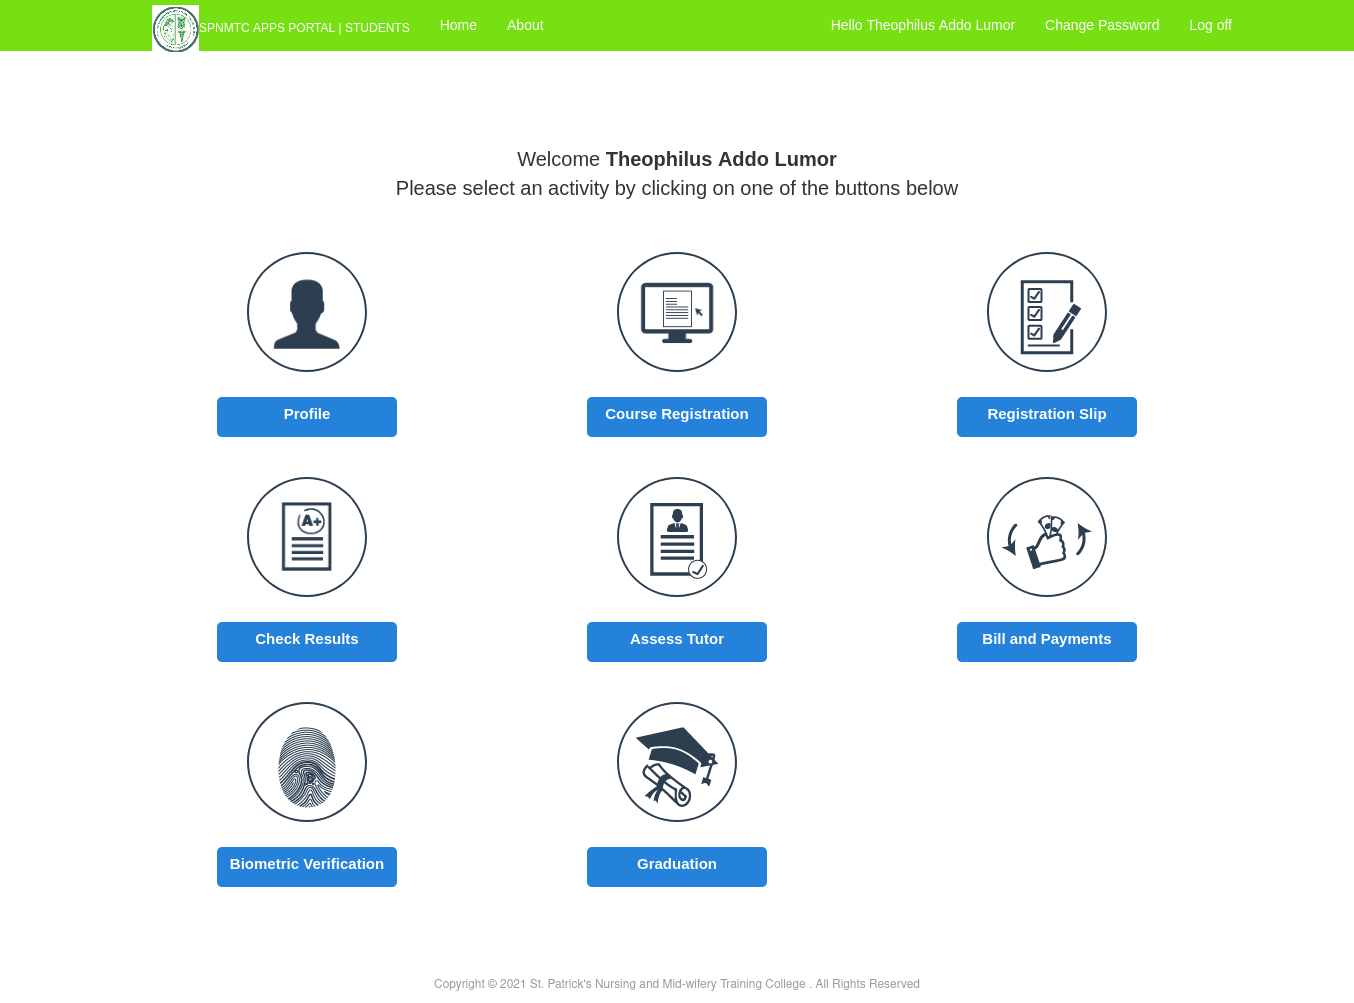 SPNMTC APPS PORTAL | STUDENTS Home About Hello Theophilus Addo Lumor Change Password Log off
Welcome Theophilus Addo Lumor
Please select an activity by clicking on one of the buttons below
Profile Course Registration Registration Slip
A+
Check Results Assess Tutor Bill and Payments
Biometric Verification Graduation
Copyright © 2021 St. Patrick's Nursing and Mid-wifery Training College . All Rights Reserved